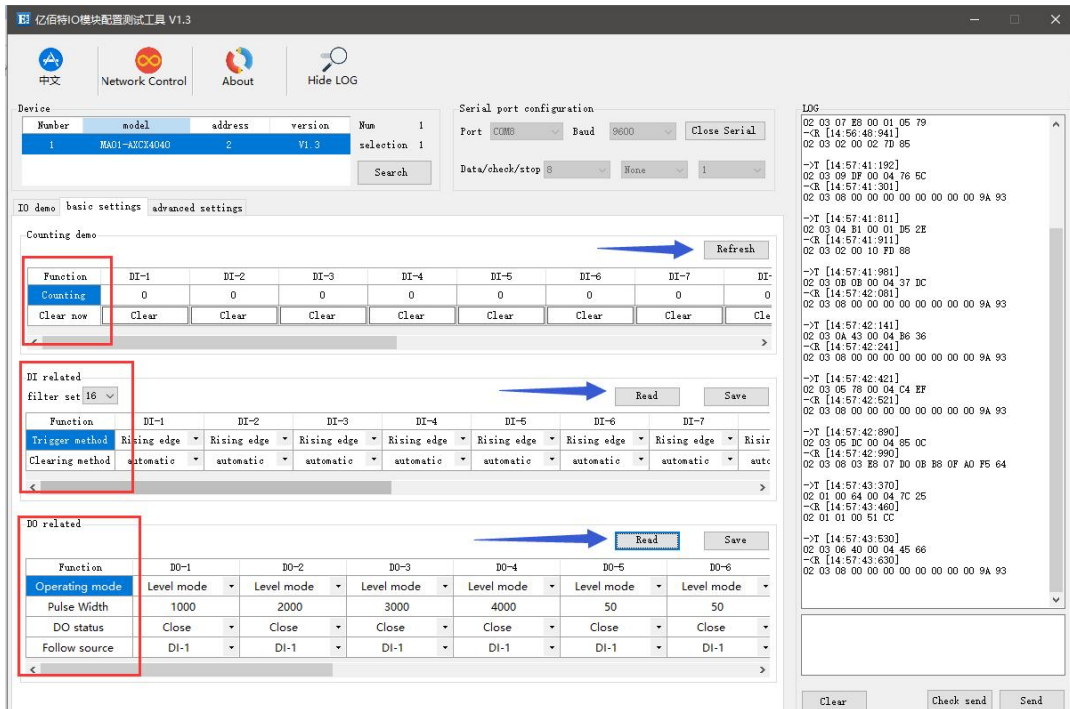 亿佰特IO模块配置测试工具 V1.3
中文 Network Control About Hide LOG
Device
Number model address version
1 MA01-AXCX4040 2 V1.3
Num 1
selection 1
Search
Serial port configuration
Port COM8 Baud 9600 Close Serial
Data/check/stop 8 None 1
IO demo basic settings advanced settings
Counting demo
Refresh
Function DI-1 DI-2 DI-3 DI-4 DI-5 DI-6 DI-7 DI-
Counting 0 0 0 0 0 0 0 0
Clear now Clear Clear Clear Clear Clear Clear Clear Cle
DI related
filter set 16 Read Save
Function DI-1 DI-2 DI-3 DI-4 DI-5 DI-6 DI-7
Trigger method Rising edge Rising edge Rising edge Rising edge Rising edge Rising edge Rising edge Risir
Clearing method automatic automatic automatic automatic automatic automatic automatic autc
DO related
Read Save
Function DO-1 DO-2 DO-3 DO-4 DO-5 DO-6
Operating mode Level mode Level mode Level mode Level mode Level mode Level mode
Pulse Width 1000 2000 3000 4000 50 50
DO status Close Close Close Close Close Close
Follow source DI-1 DI-1 DI-1 DI-1 DI-1 DI-1
LOG
02 03 07 E8 00 01 05 79
-<R [14:56:48:941]
02 03 02 00 02 7D 85
->T [14:57:41:192]
02 03 09 DF 00 04 76 5C
-<R [14:57:41:301]
02 03 08 00 00 00 00 00 00 00 00 9A 93
->T [14:57:41:811]
02 03 04 B1 00 01 D5 2E
-<R [14:57:41:911]
02 03 02 00 10 FD 88
->T [14:57:41:981]
02 03 0B 0B 00 04 37 DC
-<R [14:57:42:081]
02 03 08 00 00 00 00 00 00 00 00 9A 93
->T [14:57:42:141]
02 03 0A 43 00 04 B6 36
-<R [14:57:42:241]
02 03 08 00 00 00 00 00 00 00 00 9A 93
->T [14:57:42:421]
02 03 05 78 00 04 C4 EF
-<R [14:57:42:521]
02 03 08 00 00 00 00 00 00 00 00 9A 93
->T [14:57:42:890]
02 03 05 DC 00 04 85 0C
-<R [14:57:42:990]
02 03 08 03 E8 07 D0 0B B8 0F A0 F5 64
->T [14:57:43:370]
02 01 00 64 00 04 7C 25
-<R [14:57:43:460]
02 01 01 00 51 CC
->T [14:57:43:530]
02 03 06 40 00 04 45 66
-<R [14:57:43:630]
02 03 08 00 00 00 00 00 00 00 00 9A 93
Clear Check send Send